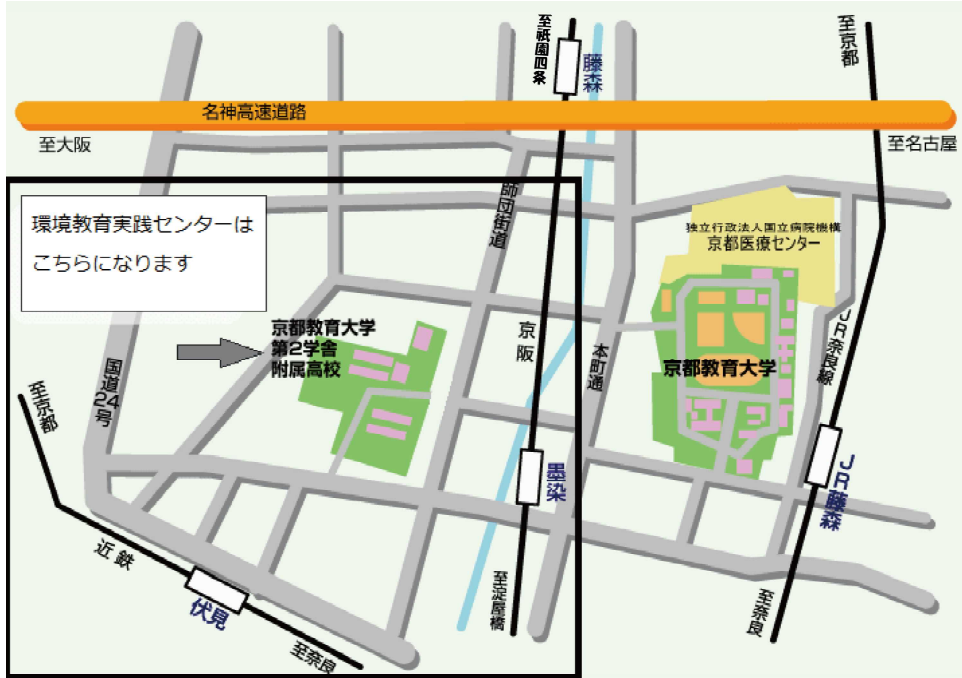 至祇園四条
藤森
至京都
名神高速道路
至大阪
至名古屋
環境教育実践センターは
こちらになります
師団街道
独立行政法人国立病院機構
京都医療センター
京都教育大学
第2学舎
附属高校
京阪
本町通
京都教育大学
JR奈良線
国道24号
至京都
墨染
JR藤森
近鉄
伏見
至淀屋橋
至奈良
至奈良